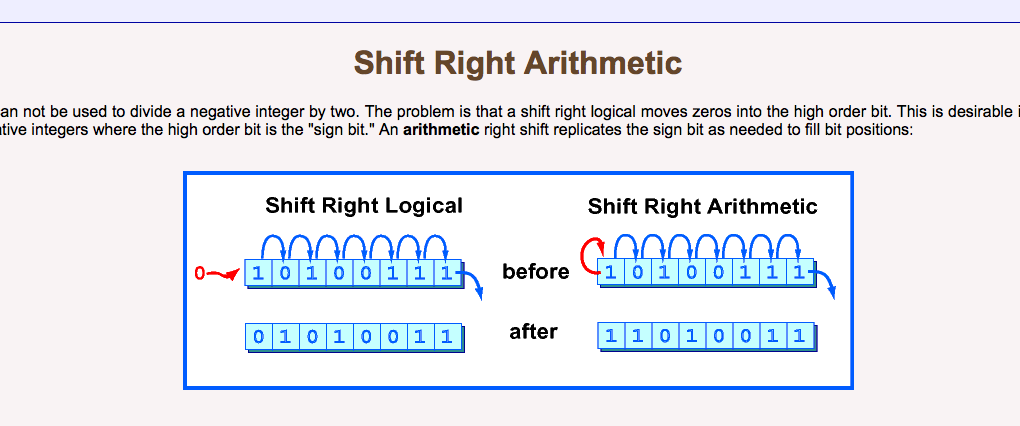 Shift Right Arithmetic
an not be used to divide a negative integer by two. The problem is that a shift right logical moves zeros into the high order bit. This is desirable
integers where the high order bit is the "sign bit." An arithmetic right shift replicates the sign bit as needed to fill bit positions:
Shift Right Logical
Shift Right Arithmetic
0 1 0 1 0 0 1 1 1
before
1 0 1 0 0 1 1 1
0 1 0 1 0 0 1 1
after
1 1 0 1 0 0 1 1